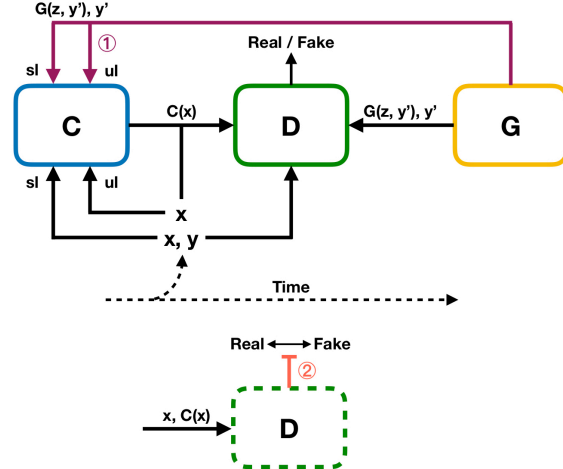 G(z, y’), y’
①
sl
ul
Real / Fake
C
C(x)
D
G(z, y’), y’
G
sl
ul
x
x, y
Time
Real
Fake
②
x, C(x)
D